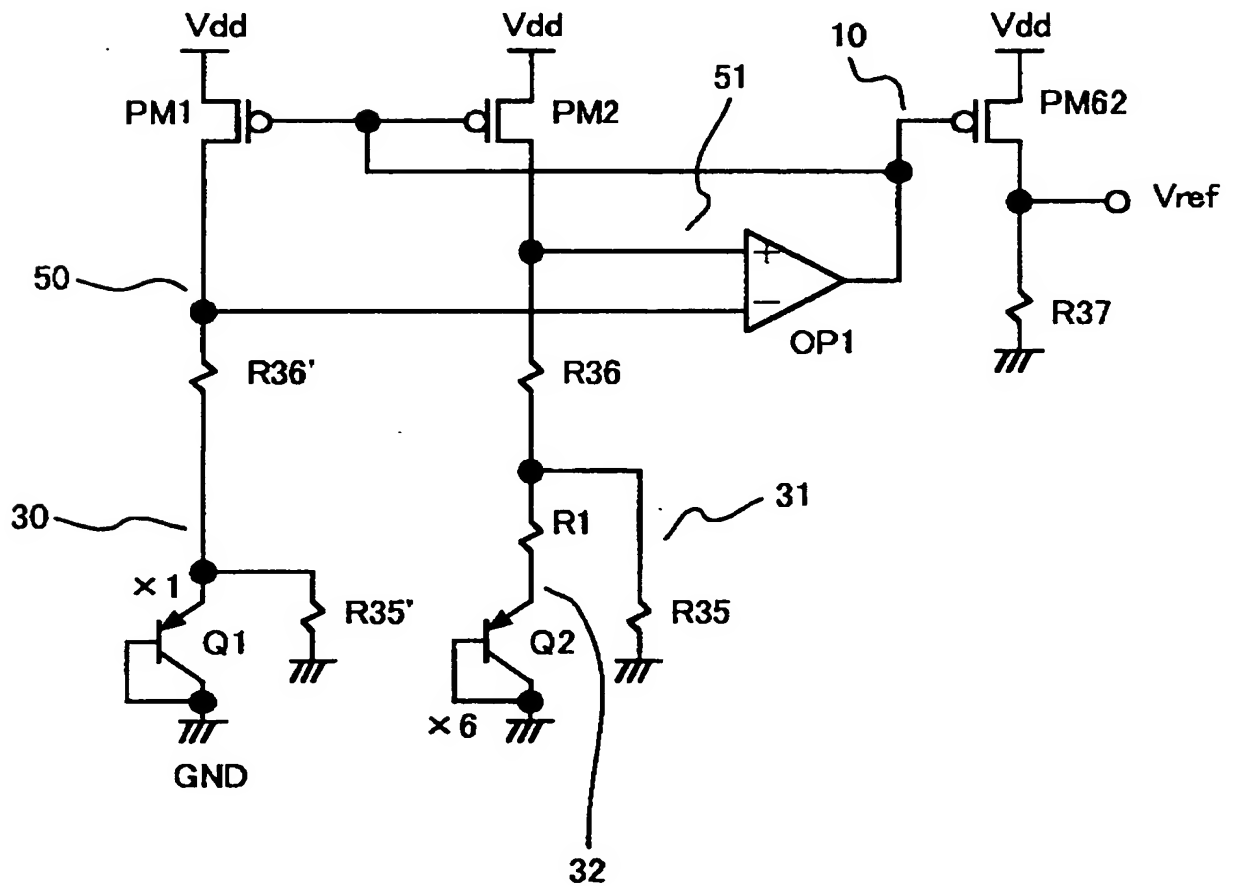 Vdd
Vdd
Vdd
10
51
PM1
PM2
PM62
Vref
+
50
−
R37
OP1
R36'
R36
31
30
R1
×1
R35'
R35
Q1
Q2
×6
GND
32